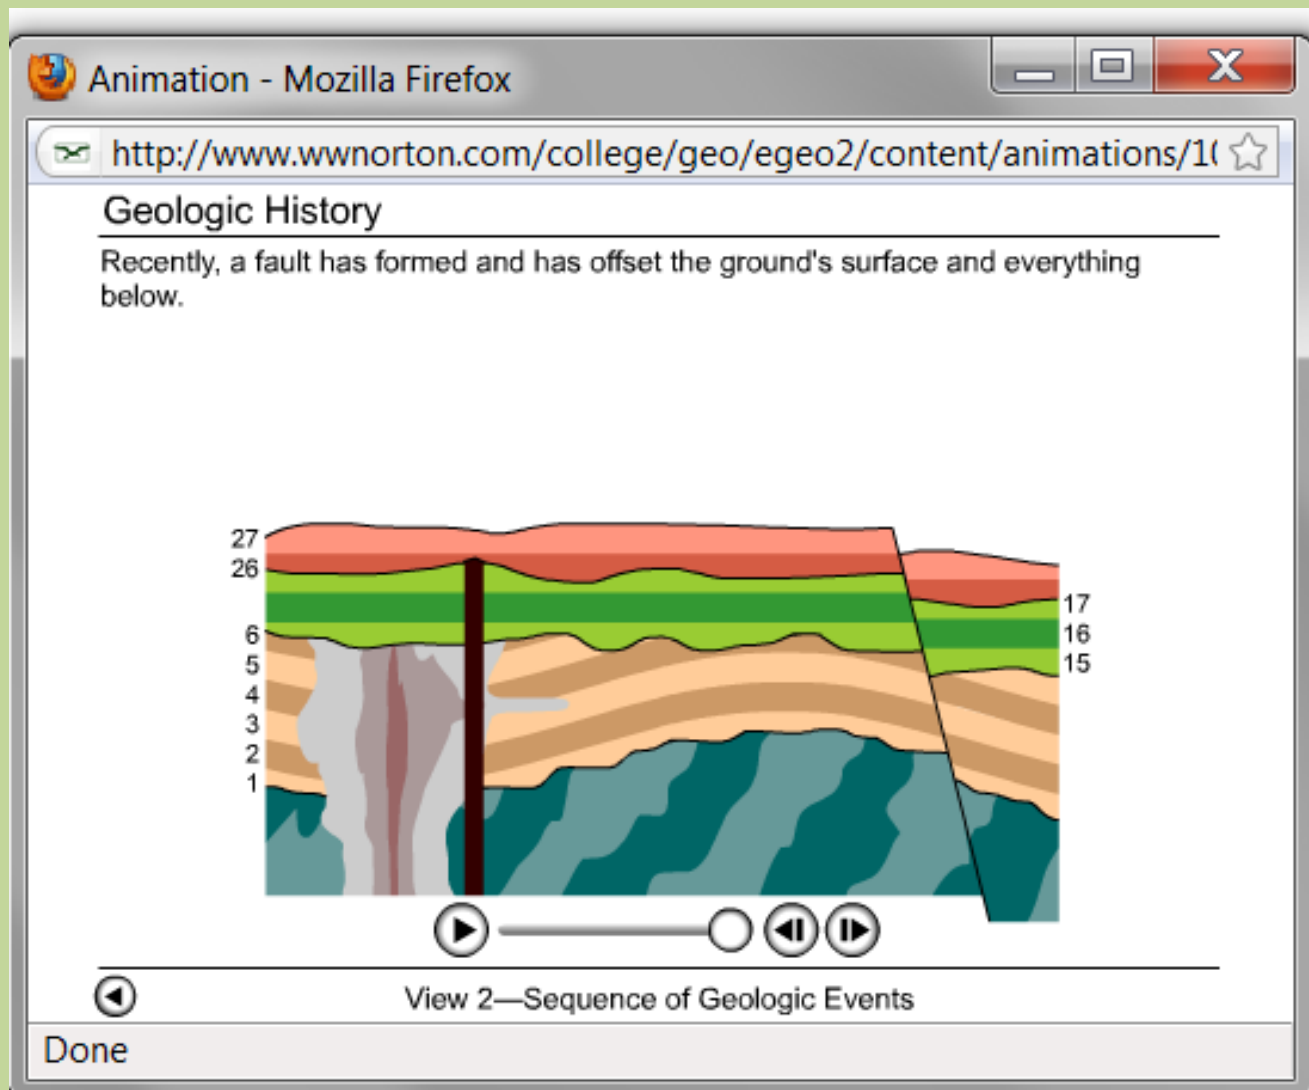 Animation - Mozilla Firefox
http://www.wwnorton.com/college/geo/egeo2/content/animations/1(
Geologic History
Recently, a fault has formed and has offset the ground's surface and everything
below.
27
26
6
5
4
3
2
1
17
16
15
View 2—Sequence of Geologic Events
Done